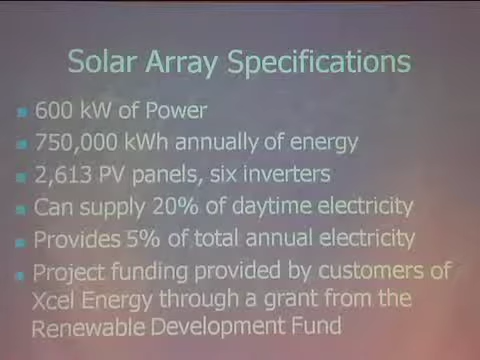 Solar Array Specifications
600 kW of Power
750,000 kWh annually of energy
2,613 PV panels, six inverters
Can supply 20% of daytime electricity
Provides 5% of total annual electricity
Project funding provided by customers of
Xcel Energy through a grant from the
Renewable Development Fund